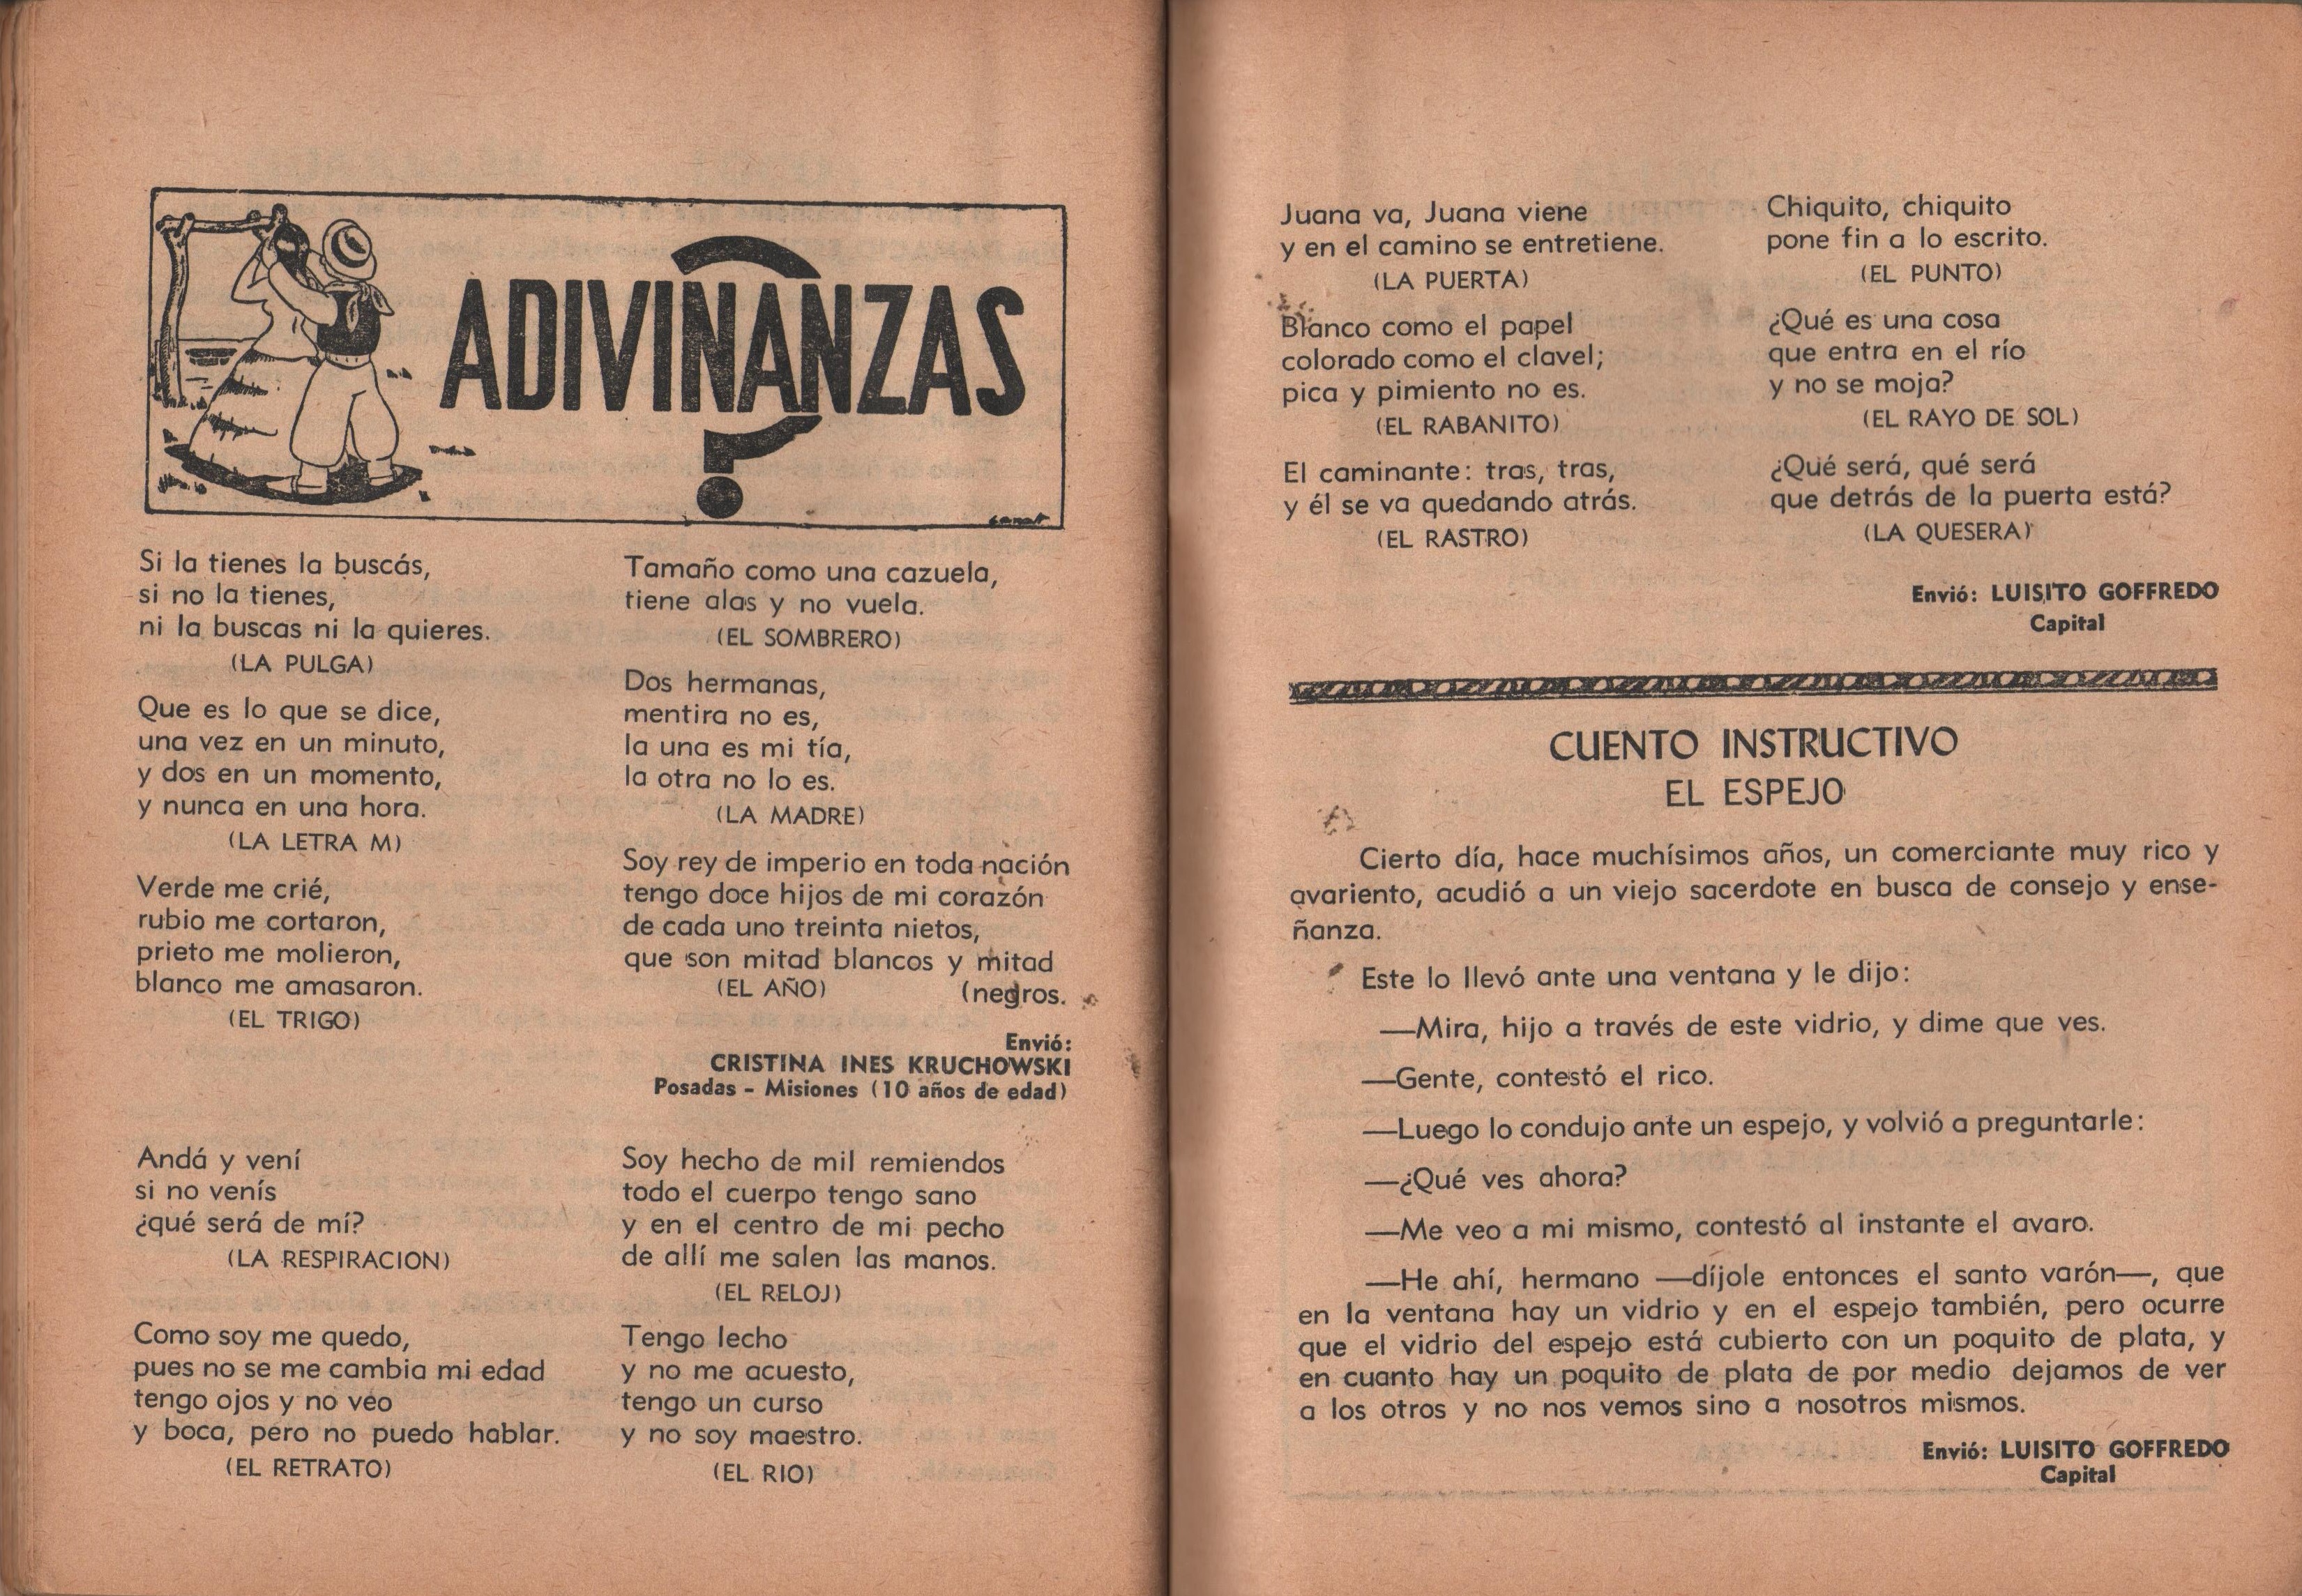 ADIVINANZAS
?
Si la tienes la buscás,
si no la tienes,
ni la buscas ni la quieres.
(LA PULGA)
Que es lo que se dice,
una vez en un minuto,
y dos en un momento,
y nunca en una hora.
(LA LETRA M)
Verde me crié,
rubio me cortaron,
prieto me molieron,
blanco me amasaron.
(EL TRIGO)
Tamaño como una cazuela,
tiene alas y no vuela.
(EL SOMBRERO)
Dos hermanas,
mentira no es,
la una es mi tía,
la otra no lo es.
(LA MADRE)
Soy rey de imperio en toda nación
tengo doce hijos de mi corazón
de cada uno treinta nietos,
que son mitad blancos y mitad
(EL AÑO) (negros.
Envió:
CRISTINA INES KRUCHOWSKI
Posadas - Misiones (10 años de edad)
Andá y vení
si no venís
¿qué será de mí?
(LA RESPIRACION)
Como soy me quedo,
pues no se me cambia mi edad
tengo ojos y no veo
y boca, pero no puedo hablar.
(EL RETRATO)
Soy hecho de mil remiendos
todo el cuerpo tengo sano
y en el centro de mi pecho
de allí me salen las manos.
(EL RELOJ)
Tengo lecho
y no me acuesto,
tengo un curso
y no soy maestro.
(EL RIO)
Juana va, Juana viene
y en el camino se entretiene.
(LA PUERTA)
Blanco como el papel
colorado como el clavel;
pica y pimiento no es.
(EL RABANITO)
El caminante: tras, tras,
y él se va quedando atrás.
(EL RASTRO)
Chiquito, chiquito
pone fin a lo escrito.
(EL PUNTO)
¿Qué es una cosa
que entra en el río
y no se moja?
(EL RAYO DE SOL)
¿Qué será, qué será
que detrás de la puerta está?
(LA QUESERA)
Envió: LUISITO GOFFREDO
Capital
CUENTO INSTRUCTIVO
EL ESPEJO
Cierto día, hace muchísimos años, un comerciante muy rico y
avariento, acudió a un viejo sacerdote en busca de consejo y ense-
ñanza.
Este lo llevó ante una ventana y le dijo:
—Mira, hijo a través de este vidrio, y dime que ves.
—Gente, contestó el rico.
—Luego lo condujo ante un espejo, y volvió a preguntarle:
—¿Qué ves ahora?
—Me veo a mi mismo, contestó al instante el avaro.
—He ahí, hermano —díjole entonces el santo varón—, que
en la ventana hay un vidrio y en el espejo también, pero ocurre
que el vidrio del espejo está cubierto con un poquito de plata, y
en cuanto hay un poquito de plata de por medio dejamos de ver
a los otros y no nos vemos sino a nosotros mismos.
Envió: LUISITO GOFFREDO
Capital